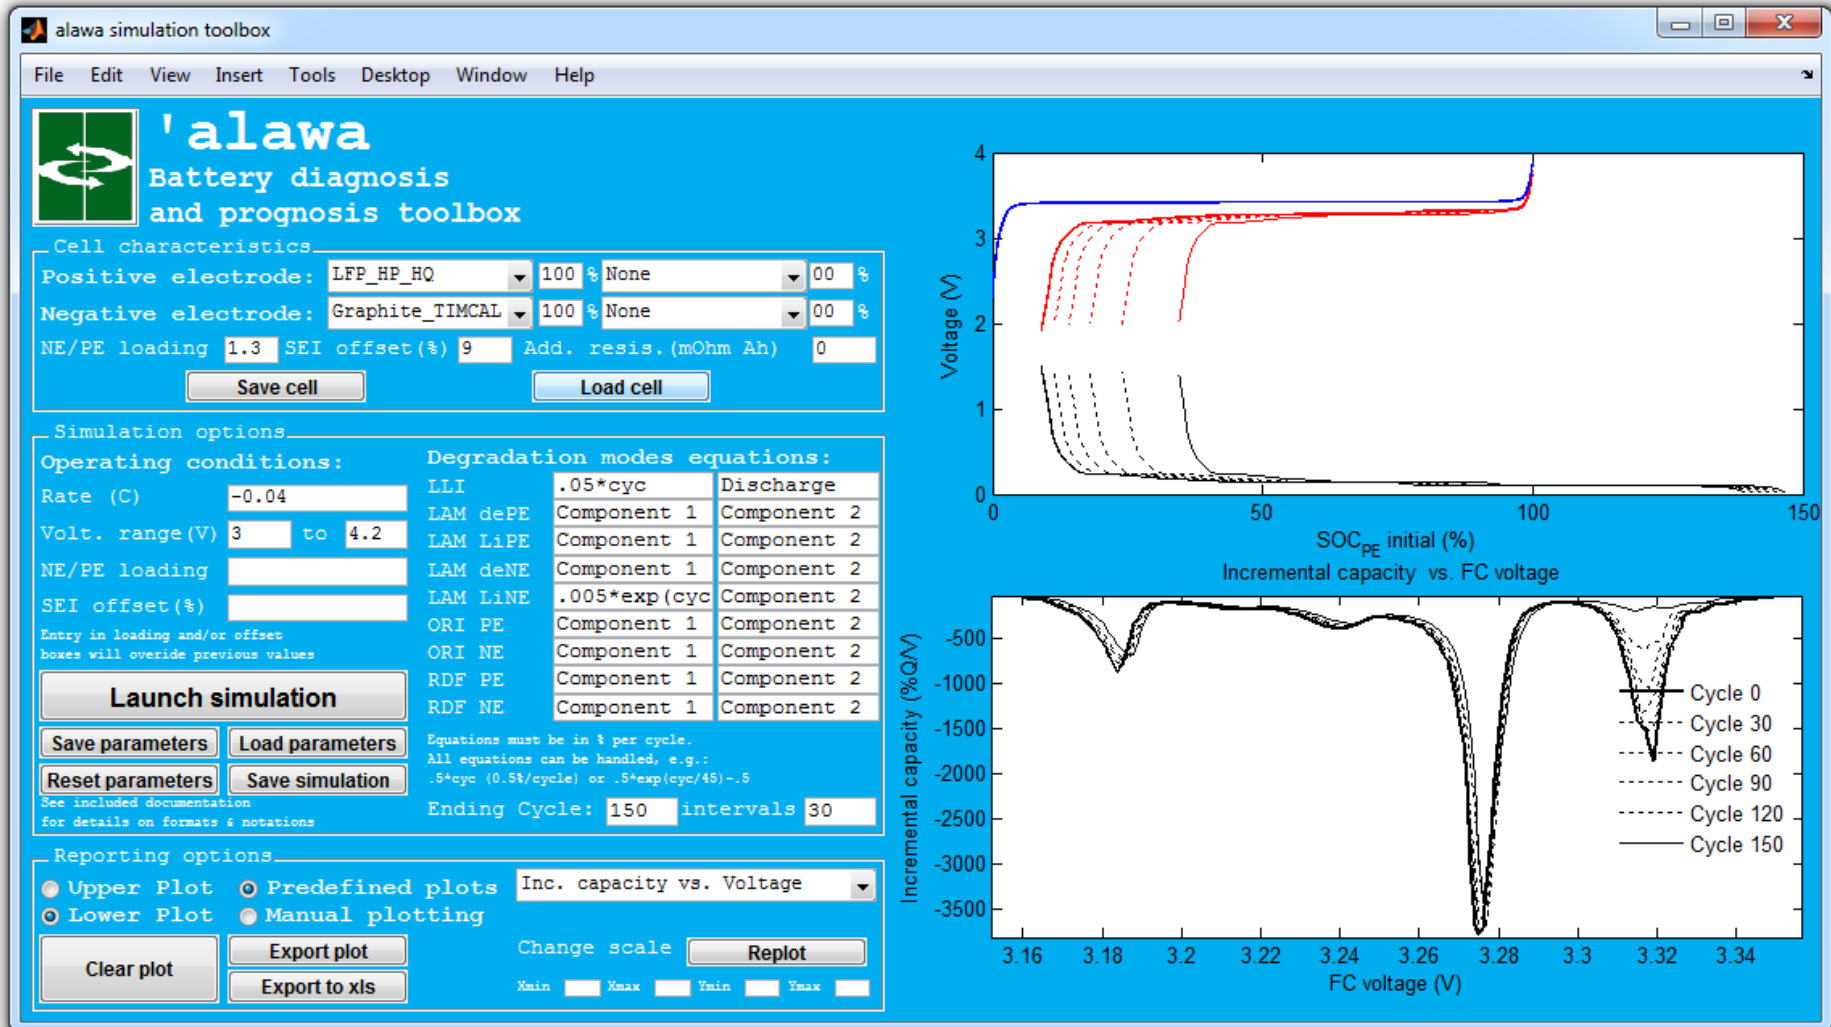 alawa simulation toolbox
File Edit View Insert Tools Desktop Window Help
'alawa
Battery diagnosis
and prognosis toolbox
Cell characteristics
Positive electrode: LFP_HP_HQ 100 % None 00 %
Negative electrode: Graphite_TIMCAL 100 % None 00 %
NE/PE loading 1.3 SEI offset(%) 9 Add. resis.(mOhm Ah) 0
Save cell Load cell
Simulation options
Operating conditions:
Rate (C) -0.04
Volt. range(V) 3 to 4.2
NE/PE loading
SEI offset(%)
Entry in loading and/or offset
boxes will overide previous values
Launch simulation
Save parameters Load parameters
Reset parameters Save simulation
See included documentation
for details on formats & notations
Degradation modes equations:
LLI .05*cyc Discharge
LAM dePE Component 1 Component 2
LAM LiPE Component 1 Component 2
LAM deNE Component 1 Component 2
LAM LiNE .005*exp(cyc Component 2
ORI PE Component 1 Component 2
ORI NE Component 1 Component 2
RDF PE Component 1 Component 2
RDF NE Component 1 Component 2
Equations must be in % per cycle.
All equations can be handled, e.g.:
.5*cyc (0.5%/cycle) or .5*exp(cyc/45)-.5
Ending Cycle: 150 intervals 30
Reporting options
Upper Plot Predefined plots Inc. capacity vs. Voltage
Lower Plot Manual plotting
Clear plot
Export plot
Export to xls
Change scale Replot
Xmin Xmax Ymin Ymax
4
3
2
1
0
Voltage (V)
0 50 100 150
SOCPE initial (%)
Incremental capacity vs. FC voltage
-500
-1000
-1500
-2000
-2500
-3000
-3500
Incremental capacity (%Q/V)
Cycle 0
Cycle 30
Cycle 60
Cycle 90
Cycle 120
Cycle 150
3.16 3.18 3.2 3.22 3.24 3.26 3.28 3.3 3.32 3.34
FC voltage (V)